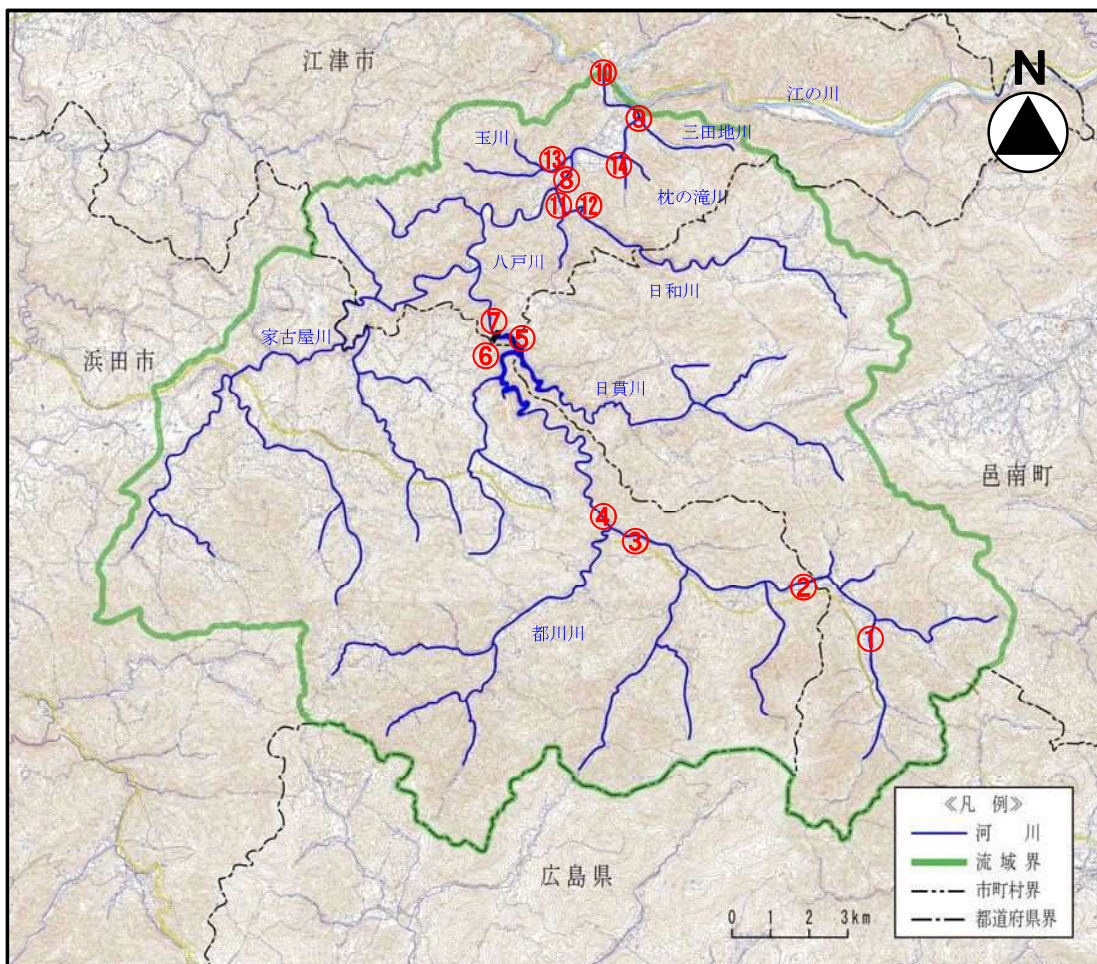 江津市
N
⑩
江の川
⑨
三田地川
玉川
⑬
⑭
⑧
枕の滝川
⑪
⑫
八戸川
日和川
⑦
⑤
家古屋川
⑥
浜田市
日貫川
邑南町
④
③
②
都川川
①
広島県
《凡 例》
河 川
流 域 界
市町村界
都道府県界
0 1 2 3km